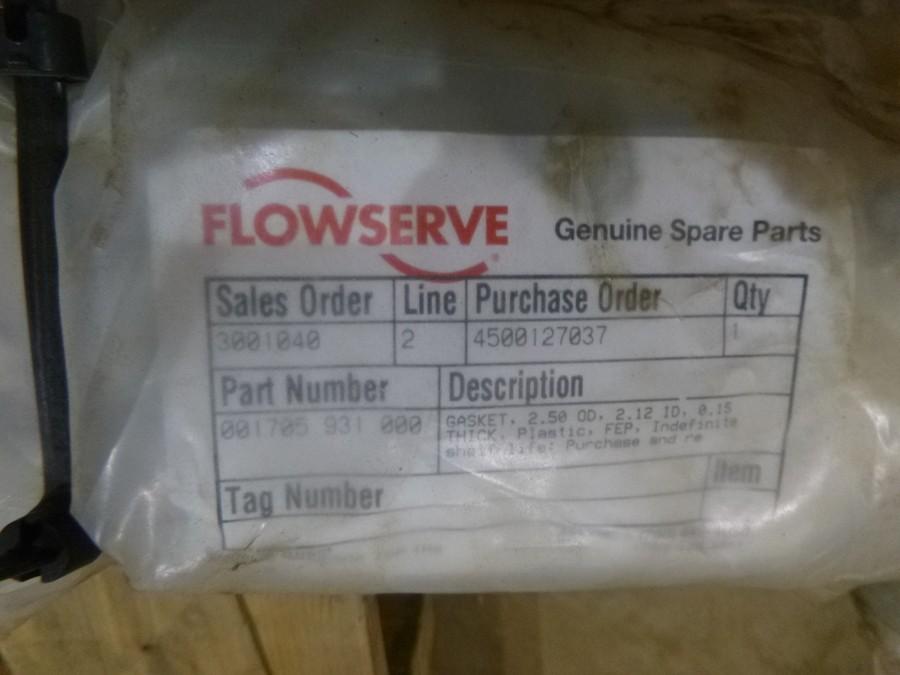 FLOWSERVE
Genuine Spare Parts
Sales Order Line Purchase Order Qty
3001040 2 4500127037 1
Part Number Description
001705 931 000 GASKET, 2.50 OD, 2.12 ID, 0.15
THICK, Plastic, FEP, Indefinite
shelf life; Purchase and re
Item
Tag Number